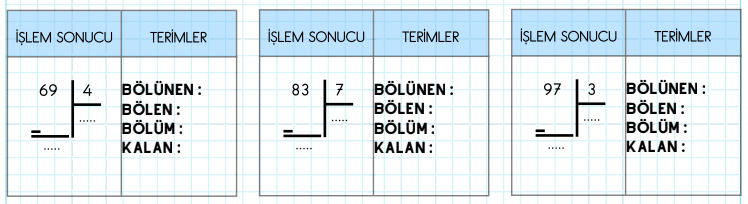 İŞLEM SONUCU TERİMLER
69 4 BÖLÜNEN :
BÖLEN :
..... BÖLÜM :
..... KALAN :
İŞLEM SONUCU TERİMLER
83 7 BÖLÜNEN :
BÖLEN :
..... BÖLÜM :
..... KALAN :
İŞLEM SONUCU TERİMLER
97 3 BÖLÜNEN :
BÖLEN :
..... BÖLÜM :
..... KALAN :